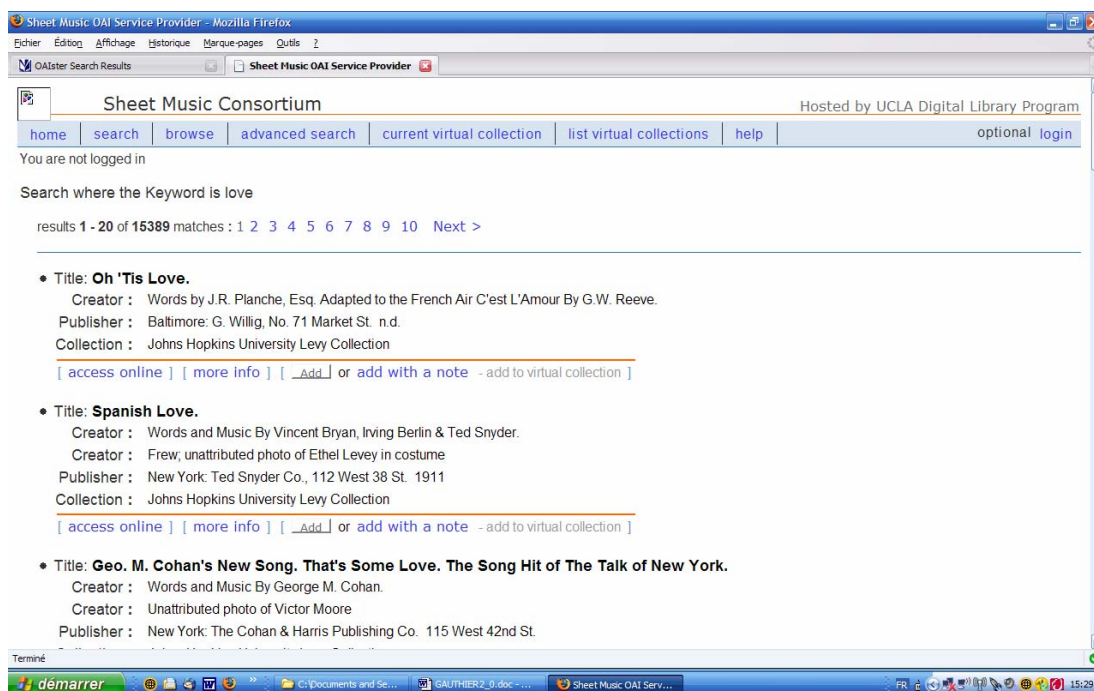 Sheet Music OAI Service Provider - Mozilla Firefox
Fichier Édition Affichage Historique Marque-pages Outils ?
OAIster Search Results Sheet Music OAI Service Provider
Sheet Music Consortium Hosted by UCLA Digital Library Program
home search browse advanced search current virtual collection list virtual collections help optional login
You are not logged in
Search where the Keyword is love
results 1 - 20 of 15389 matches : 1 2 3 4 5 6 7 8 9 10 Next >
• Title: Oh 'Tis Love.
Creator : Words by J.R. Planche, Esq. Adapted to the French Air C'est L'Amour By G.W. Reeve.
Publisher : Baltimore: G. Willig, No. 71 Market St. n.d.
Collection : Johns Hopkins University Levy Collection
[ access online ] [ more info ] [ Add or add with a note - add to virtual collection ]
• Title: Spanish Love.
Creator : Words and Music By Vincent Bryan, Irving Berlin & Ted Snyder.
Creator : Frew; unattributed photo of Ethel Levey in costume
Publisher : New York: Ted Snyder Co., 112 West 38 St. 1911
Collection : Johns Hopkins University Levy Collection
[ access online ] [ more info ] [ Add or add with a note - add to virtual collection ]
• Title: Geo. M. Cohan's New Song. That's Some Love. The Song Hit of The Talk of New York.
Creator : Words and Music By George M. Cohan.
Creator : Unattributed photo of Victor Moore
Publisher : New York: The Cohan & Harris Publishing Co. 115 West 42nd St.
Terminé
démarrer » C:\Documents and Se... GAUTHIER2_0.doc - ... Sheet Music OAI Serv... FR 15:29